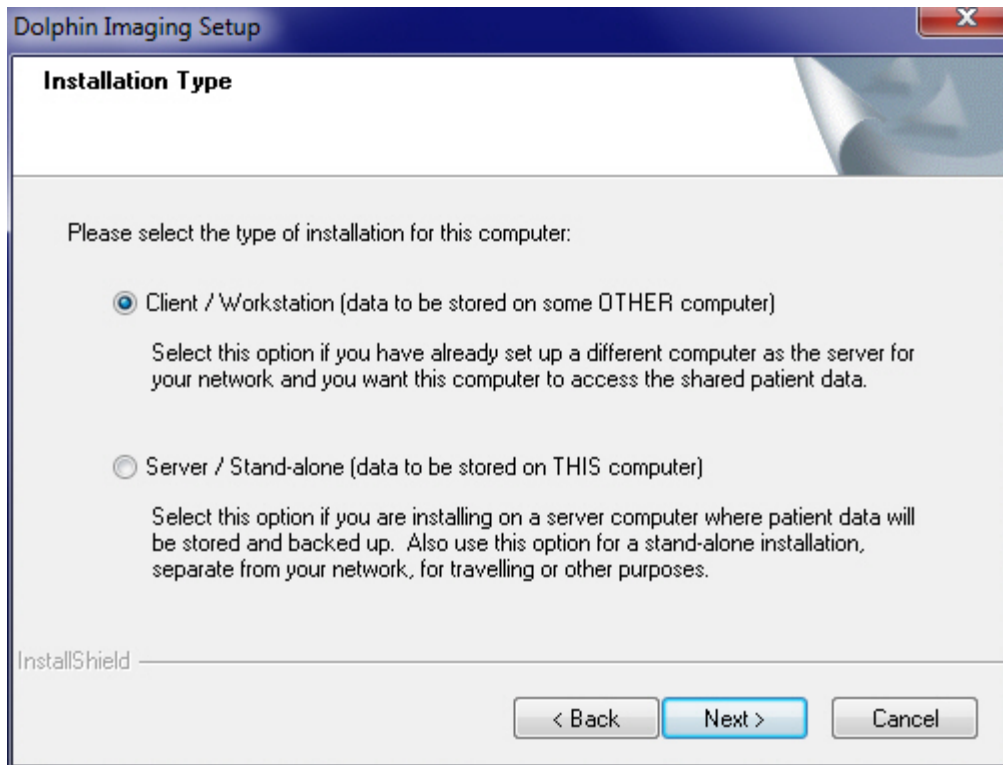 Dolphin Imaging Setup
Installation Type
Please select the type of installation for this computer:
Client / Workstation (data to be stored on some OTHER computer)
Select this option if you have already set up a different computer as the server for
your network and you want this computer to access the shared patient data.
Server / Stand-alone (data to be stored on THIS computer)
Select this option if you are installing on a server computer where patient data will
be stored and backed up.  Also use this option for a stand-alone installation,
separate from your network, for travelling or other purposes.
InstallShield
< Back
Next >
Cancel